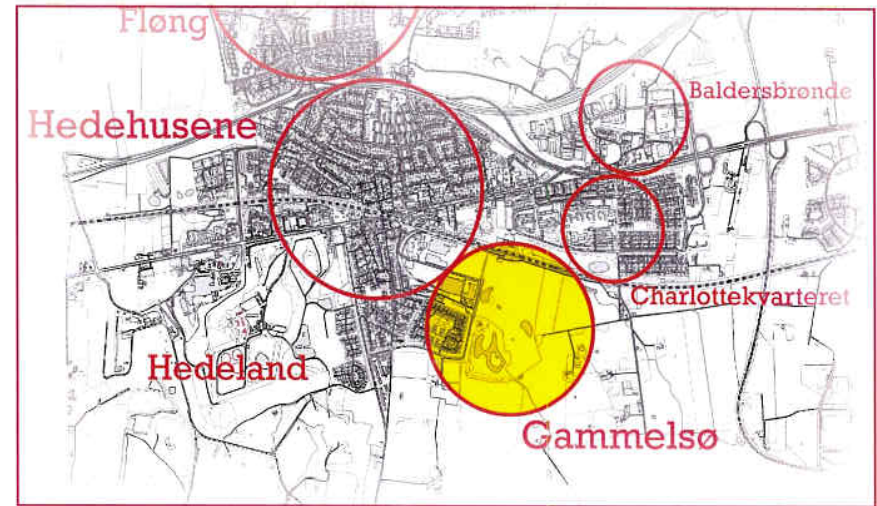 Fløng
Baldersbrønde
Hedehusene
Charlottekvarteret
Hedeland
Gammelsø